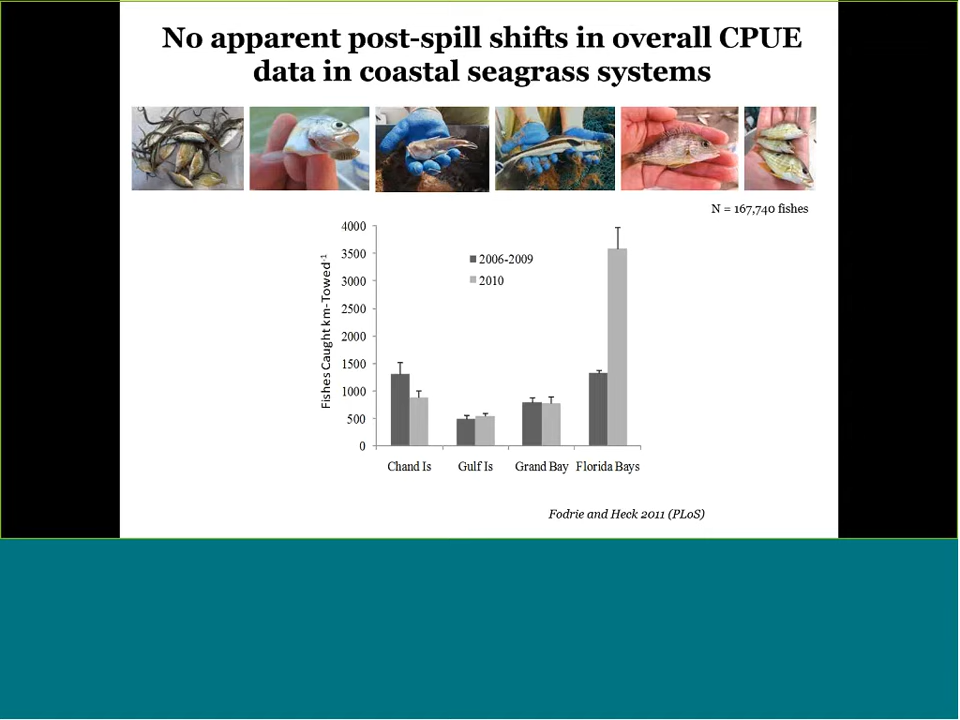 No apparent post-spill shifts in overall CPUE
data in coastal seagrass systems
N = 167,740 fishes
Fishes Caught km-Towed-1
4000
3500
3000
2500
2000
1500
1000
500
0
2006-2009
2010
Chand Is
Gulf Is
Grand Bay
Florida Bays
Fodrie and Heck 2011 (PLoS)